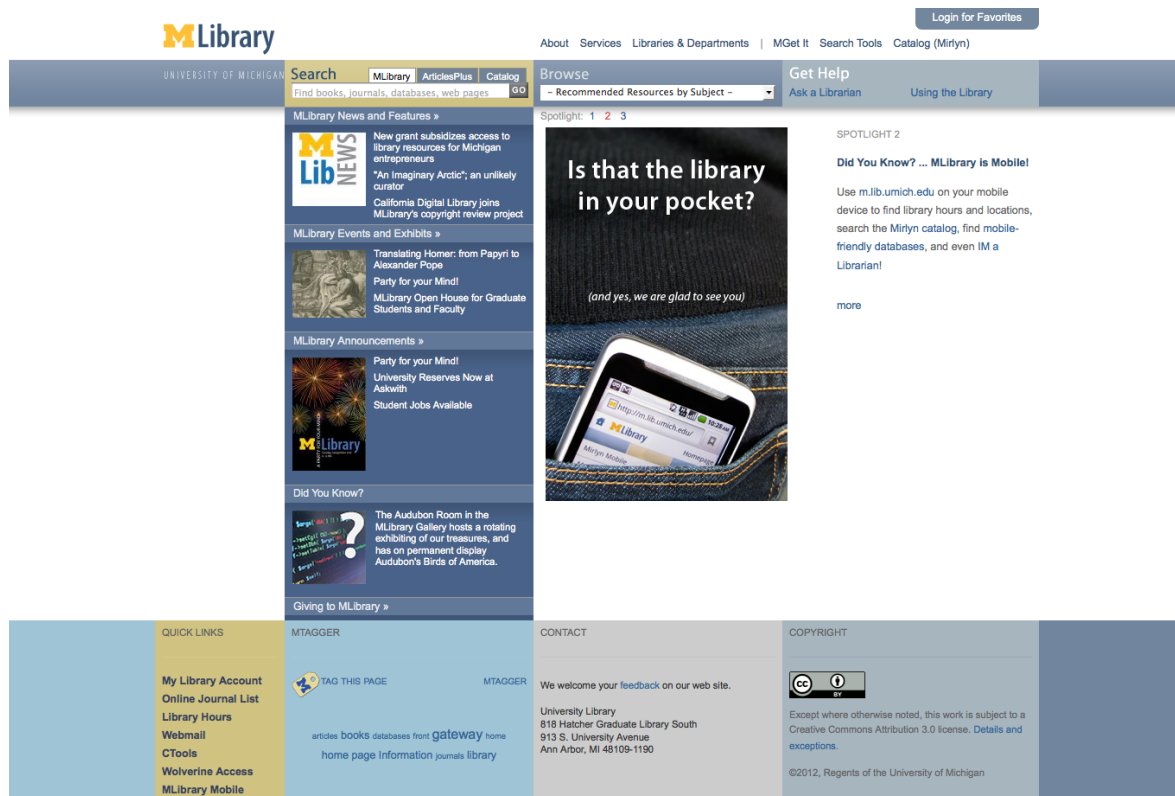 Login for Favorites
MLibrary
About Services Libraries & Departments | MGet It Search Tools Catalog (Mirlyn)
UNIVERSITY OF MICHIGAN
Search MLibrary ArticlesPlus Catalog
Find books, journals, databases, web pages GO
Browse
– Recommended Resources by Subject –
Get Help
Ask a Librarian Using the Library
MLibrary News and Features »
M
Lib NEWS
New grant subsidizes access to
library resources for Michigan
entrepreneurs
"An Imaginary Arctic"; an unlikely
curator
California Digital Library joins
MLibrary's copyright review project
MLibrary Events and Exhibits »
Translating Homer: from Papyri to
Alexander Pope
Party for your Mind!
MLibrary Open House for Graduate
Students and Faculty
MLibrary Announcements »
A PARTY FOR YOUR MIND
MLibrary
Party for your Mind!
University Reserves Now at
Askwith
Student Jobs Available
Did You Know?
?
The Audubon Room in the
MLibrary Gallery hosts a rotating
exhibiting of our treasures, and
has on permanent display
Audubon's Birds of America.
Giving to MLibrary »
Spotlight: 1 2 3
Is that the library
in your pocket?
(and yes, we are glad to see you)
10:28 AM
http://m.lib.umich.edu/
MLibrary
Mirlyn Mobile Homepage
SPOTLIGHT 2
Did You Know? ... MLibrary is Mobile!
Use m.lib.umich.edu on your mobile
device to find library hours and locations,
search the Mirlyn catalog, find mobile-
friendly databases, and even IM a
Librarian!
more
QUICK LINKS
My Library Account
Online Journal List
Library Hours
Webmail
CTools
Wolverine Access
MLibrary Mobile
MTAGGER
M TAG THIS PAGE MTAGGER
articles books databases front gateway home
home page Information journals library
CONTACT
We welcome your feedback on our web site.
University Library
818 Hatcher Graduate Library South
913 S. University Avenue
Ann Arbor, MI 48109-1190
COPYRIGHT
cc BY
Except where otherwise noted, this work is subject to a
Creative Commons Attribution 3.0 license. Details and
exceptions.
©2012, Regents of the University of Michigan